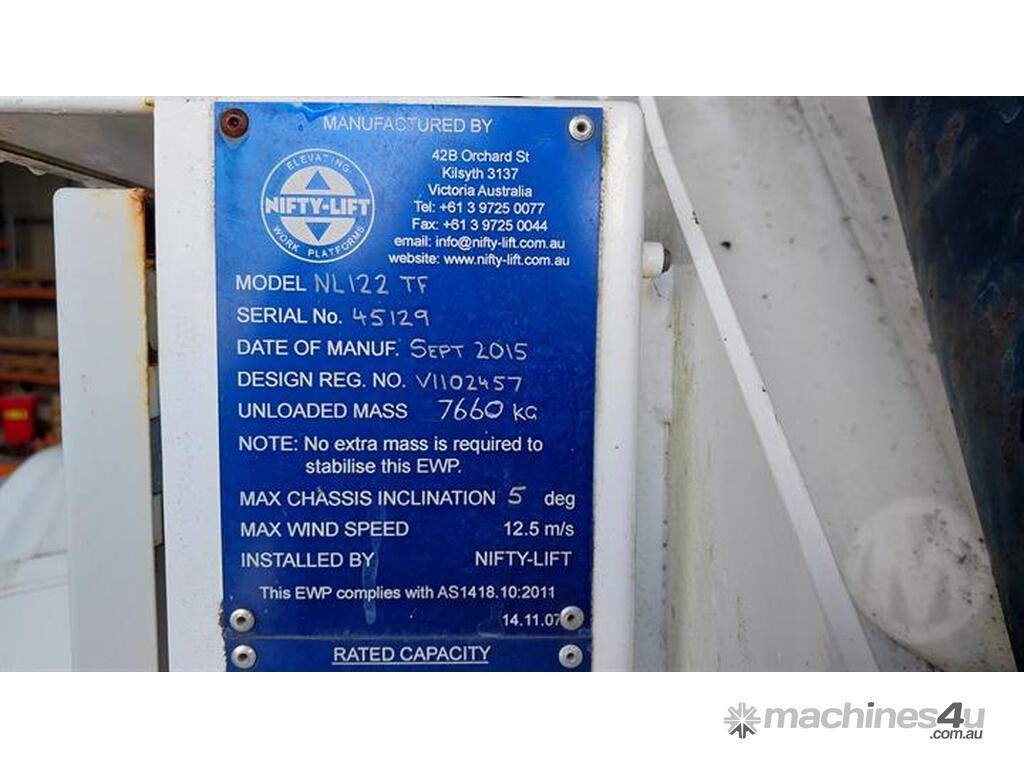 MANUFACTURED BY
ELEVATING
NIFTY-LIFT
WORK PLATFORMS
42B Orchard St
Kilsyth 3137
Victoria Australia
Tel: +61 3 9725 0077
Fax: +61 3 9725 0044
email: info@nifty-lift.com.au
website: www.nifty-lift.com.au
MODEL NL122 TF
SERIAL No. 45129
DATE OF MANUF. SEPT 2015
DESIGN REG. NO. V1102457
UNLOADED MASS 7660 KG
NOTE: No extra mass is required to
stabilise this EWP.
MAX CHASSIS INCLINATION 5 deg
MAX WIND SPEED 12.5 m/s
INSTALLED BY NIFTY-LIFT
This EWP complies with AS1418.10:2011
14.11.07
RATED CAPACITY
machines4u
.com.au